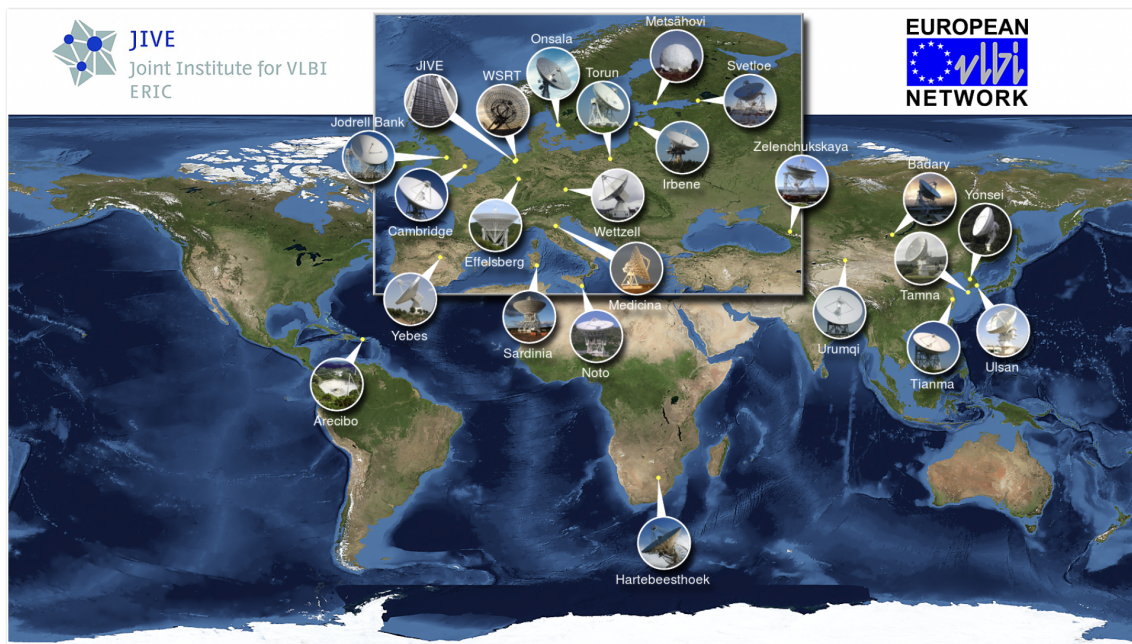 JIVE
Joint Institute for VLBI
ERIC
EUROPEAN
vlbi
NETWORK
Metsähovi
Onsala
Svetloe
JIVE
WSRT
Torun
Jodrell Bank
Zelenchukskaya
Badary
Irbene
Yonsei
Cambridge
Wettzell
Effelsberg
Tamna
Medicina
Yebes
Sardinia
Noto
Urumqi
Ulsan
Tianma
Arecibo
Hartebeesthoek